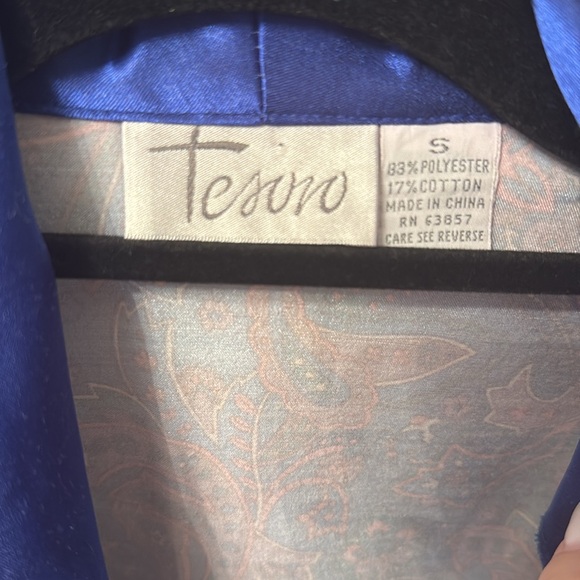 Tesoro
S
83% POLYESTER
17% COTTON
MADE IN CHINA
RN 63857
CARE SEE REVERSE